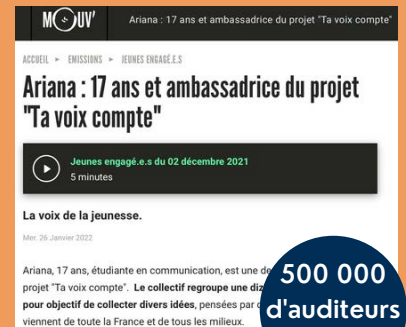 MOUV'
Ariana : 17 ans et ambassadrice du projet "Ta voix compte"
ACCUEIL ► EMISSIONS ► JEUNES ENGAGÉ.E.S
Ariana : 17 ans et ambassadrice du projet
"Ta voix compte"
Jeunes engagé.e.s du 02 décembre 2021
5 minutes
La voix de la jeunesse.
Mer. 26 Janvier 2022
Ariana, 17 ans, étudiante en communication, est une
projet "Ta voix compte". Le collectif regroupe une
pour objectif de collecter divers idées, pensées par
viennent de toute la France et de tous les milieux.
500 000
d'auditeurs